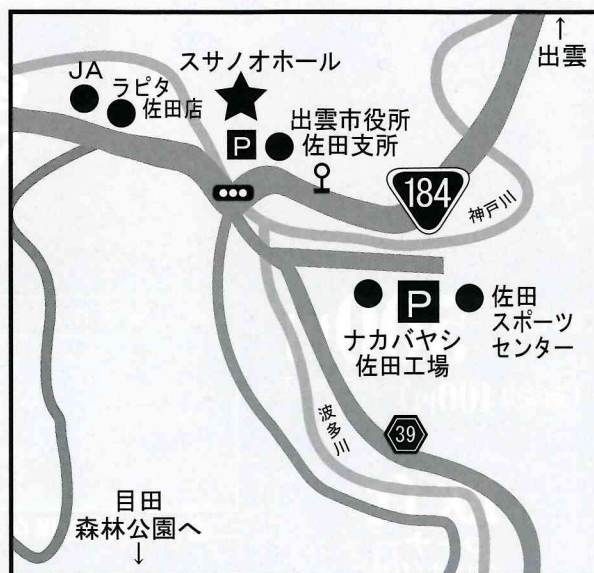 ↑
出雲
JA
ラピタ
佐田店
スサノオホール
P
出雲市役所
佐田支所
184
神戸川
P
ナカバヤシ
佐田工場
佐田
スポーツ
センター
波多川
39
目田
森林公園へ
↓